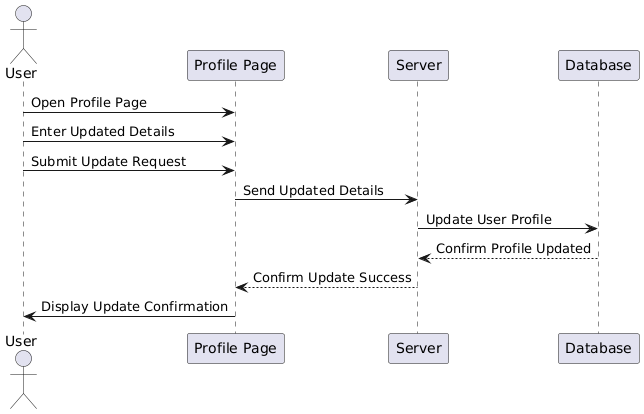 User
Profile Page
Server
Database
Open Profile Page
Enter Updated Details
Submit Update Request
Send Updated Details
Update User Profile
Confirm Profile Updated
Confirm Update Success
Display Update Confirmation
User
Profile Page
Server
Database